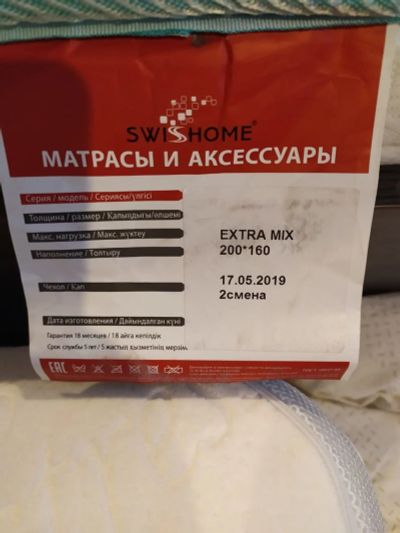 SWISSHOME®
МАТРАСЫ И АКСЕССУАРЫ
Серия / модель / Сериясы/үлгісі
Толщина / размер / Қалыңдығы/өлшемі
Макс. нагрузка / Макс. жүктеу
Наполнение / Толтыру
EXTRA MIX
200*160
Чехол / Қап
17.05.2019
2смена
Дата изготовления / Дайындалған күні
Гарантия 18 месяцев / 18 айға кепілдік
Срок службы 5 лет / 5 жастық қызметінің мерзім.
EAC